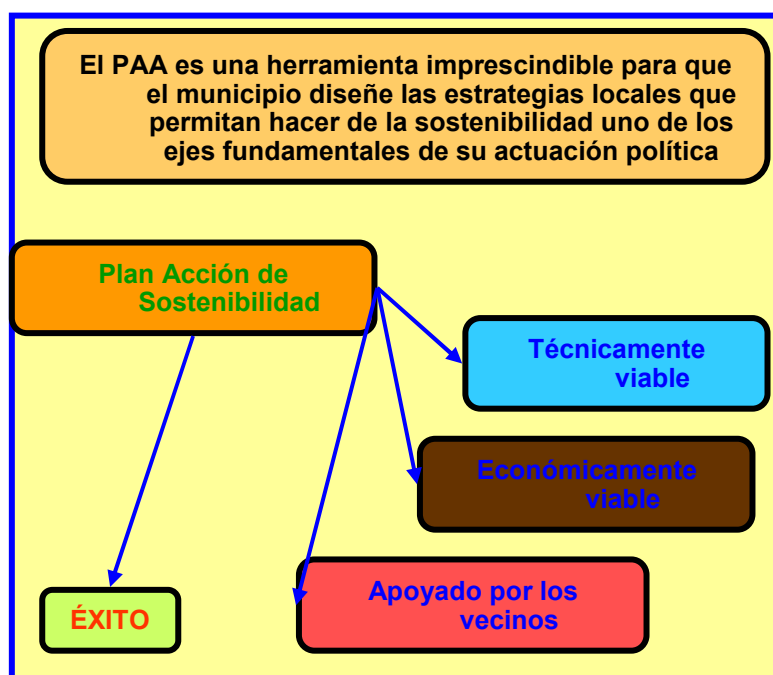 El PAA es una herramienta imprescindible para que
el municipio diseñe las estrategias locales que
permitan hacer de la sostenibilidad uno de los
ejes fundamentales de su actuación política
Plan Acción de
Sostenibilidad
Técnicamente
viable
Económicamente
viable
Apoyado por los
vecinos
ÉXITO